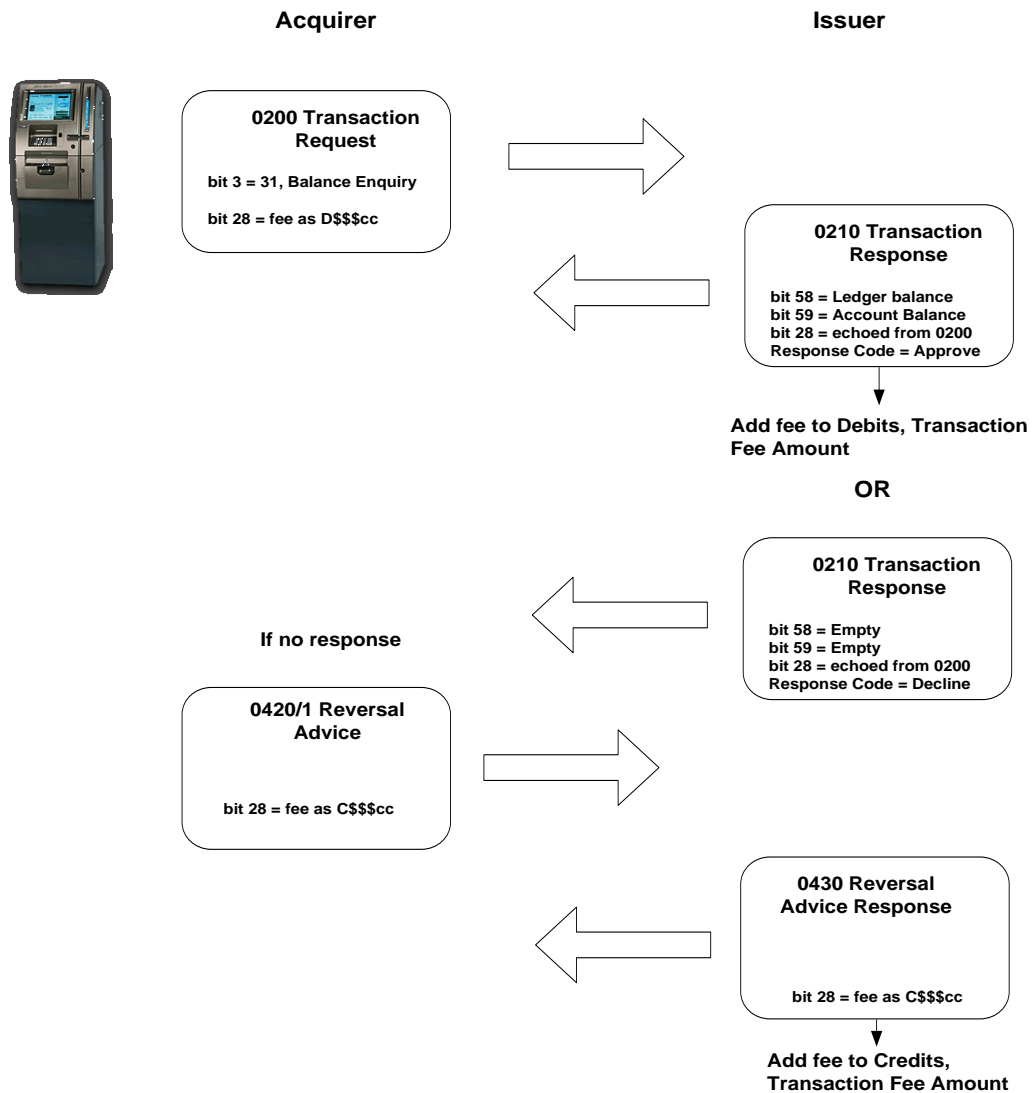 Acquirer
Issuer
0200 Transaction
Request
bit 3 = 31, Balance Enquiry
bit 28 = fee as D$$$cc
0210 Transaction
Response
bit 58 = Ledger balance
bit 59 = Account Balance
bit 28 = echoed from 0200
Response Code = Approve
Add fee to Debits, Transaction
Fee Amount
OR
0210 Transaction
Response
bit 58 = Empty
bit 59 = Empty
bit 28 = echoed from 0200
Response Code = Decline
If no response
0420/1 Reversal
Advice
bit 28 = fee as C$$$cc
0430 Reversal
Advice Response
bit 28 = fee as C$$$cc
Add fee to Credits,
Transaction Fee Amount